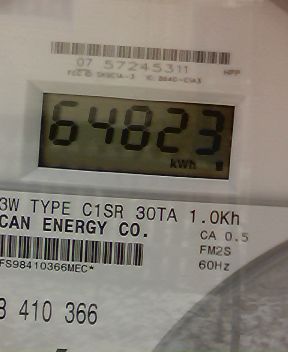 07 57245311
64823
kWh
3W TYPE C1SR 30TA 1.0Kh
CAN ENERGY CO.
CA 0.5
FM2S
FS98410366MEC*
60Hz
410 366